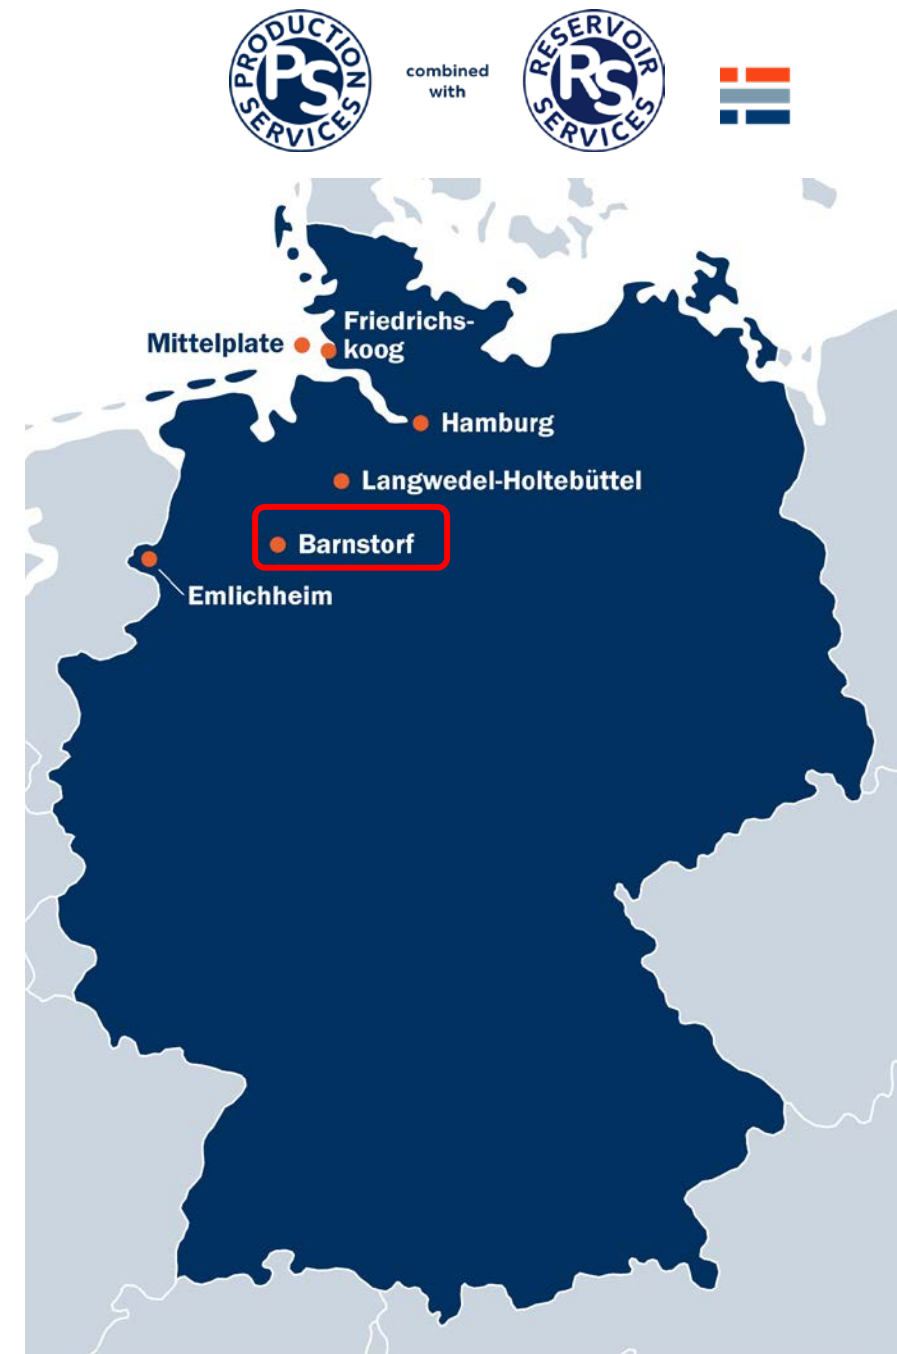 PRODUCTION
PS
SERVICES
combined
with
RESERVOIR
RS
SERVICES
Friedrichs-
koog
Mittelplate
Hamburg
Langwedel-Holtebüttel
Barnstorf
Emlichheim